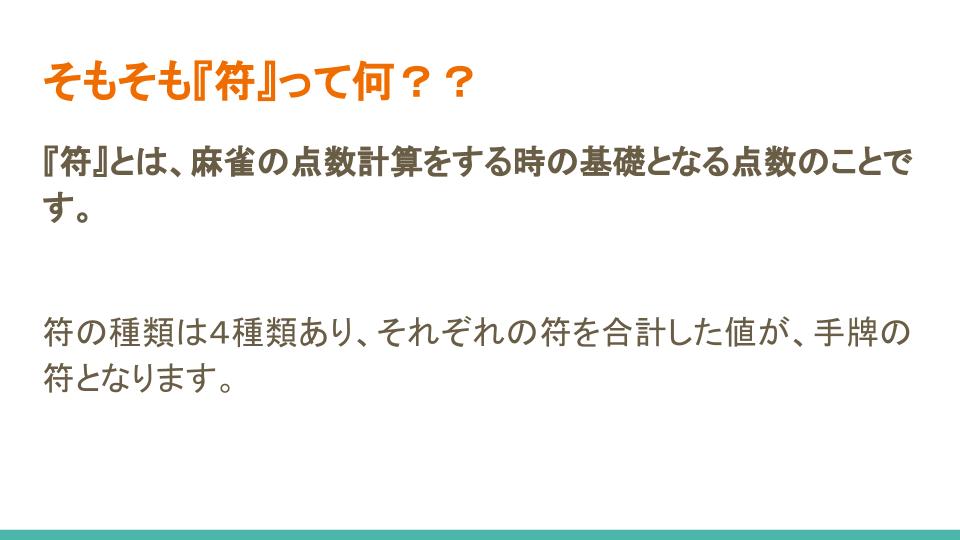 そもそも『符』って何？？
『符』とは、麻雀の点数計算をする時の基礎となる点数のことで
す。
符の種類は４種類あり、それぞれの符を合計した値が、手牌の
符となります。